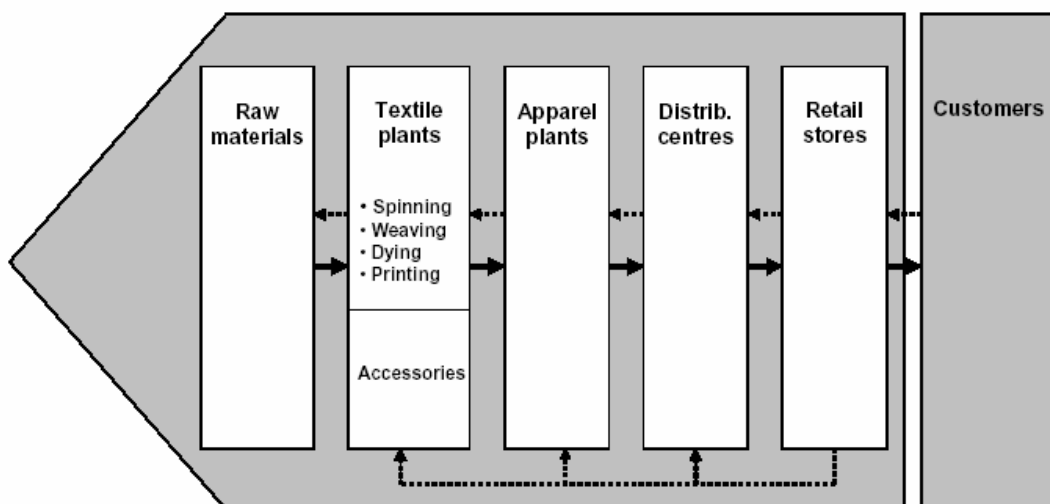 Raw
materials
Textile
plants
• Spinning
• Weaving
• Dying
• Printing
Accessories
Apparel
plants
Distrib.
centres
Retail
stores
Customers